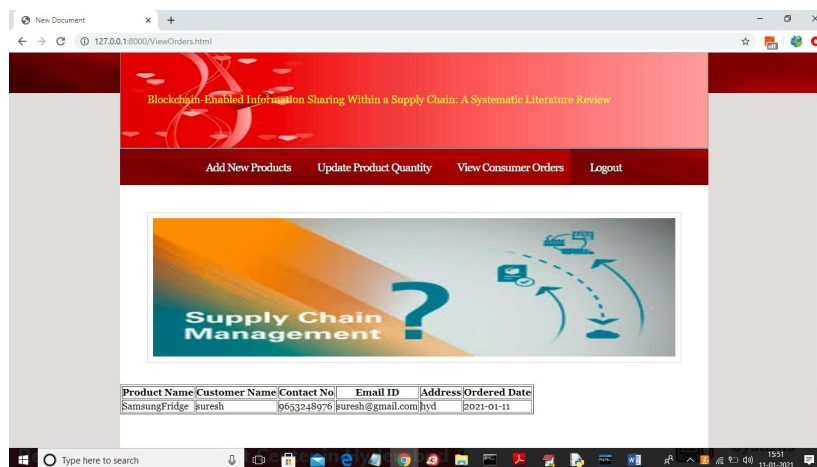 New Document
127.0.0.1:8000/ViewOrders.html
Blockchain-Enabled Information Sharing Within a Supply Chain: A Systematic Literature Review
Add New Products Update Product Quantity View Consumer Orders Logout
Supply Chain
Management
?
Product Name Customer Name Contact No Email ID Address Ordered Date
SamsungFridge suresh 9653248976 suresh@gmail.com hyd 2021-01-11
Type here to search
15:51
11-01-2021